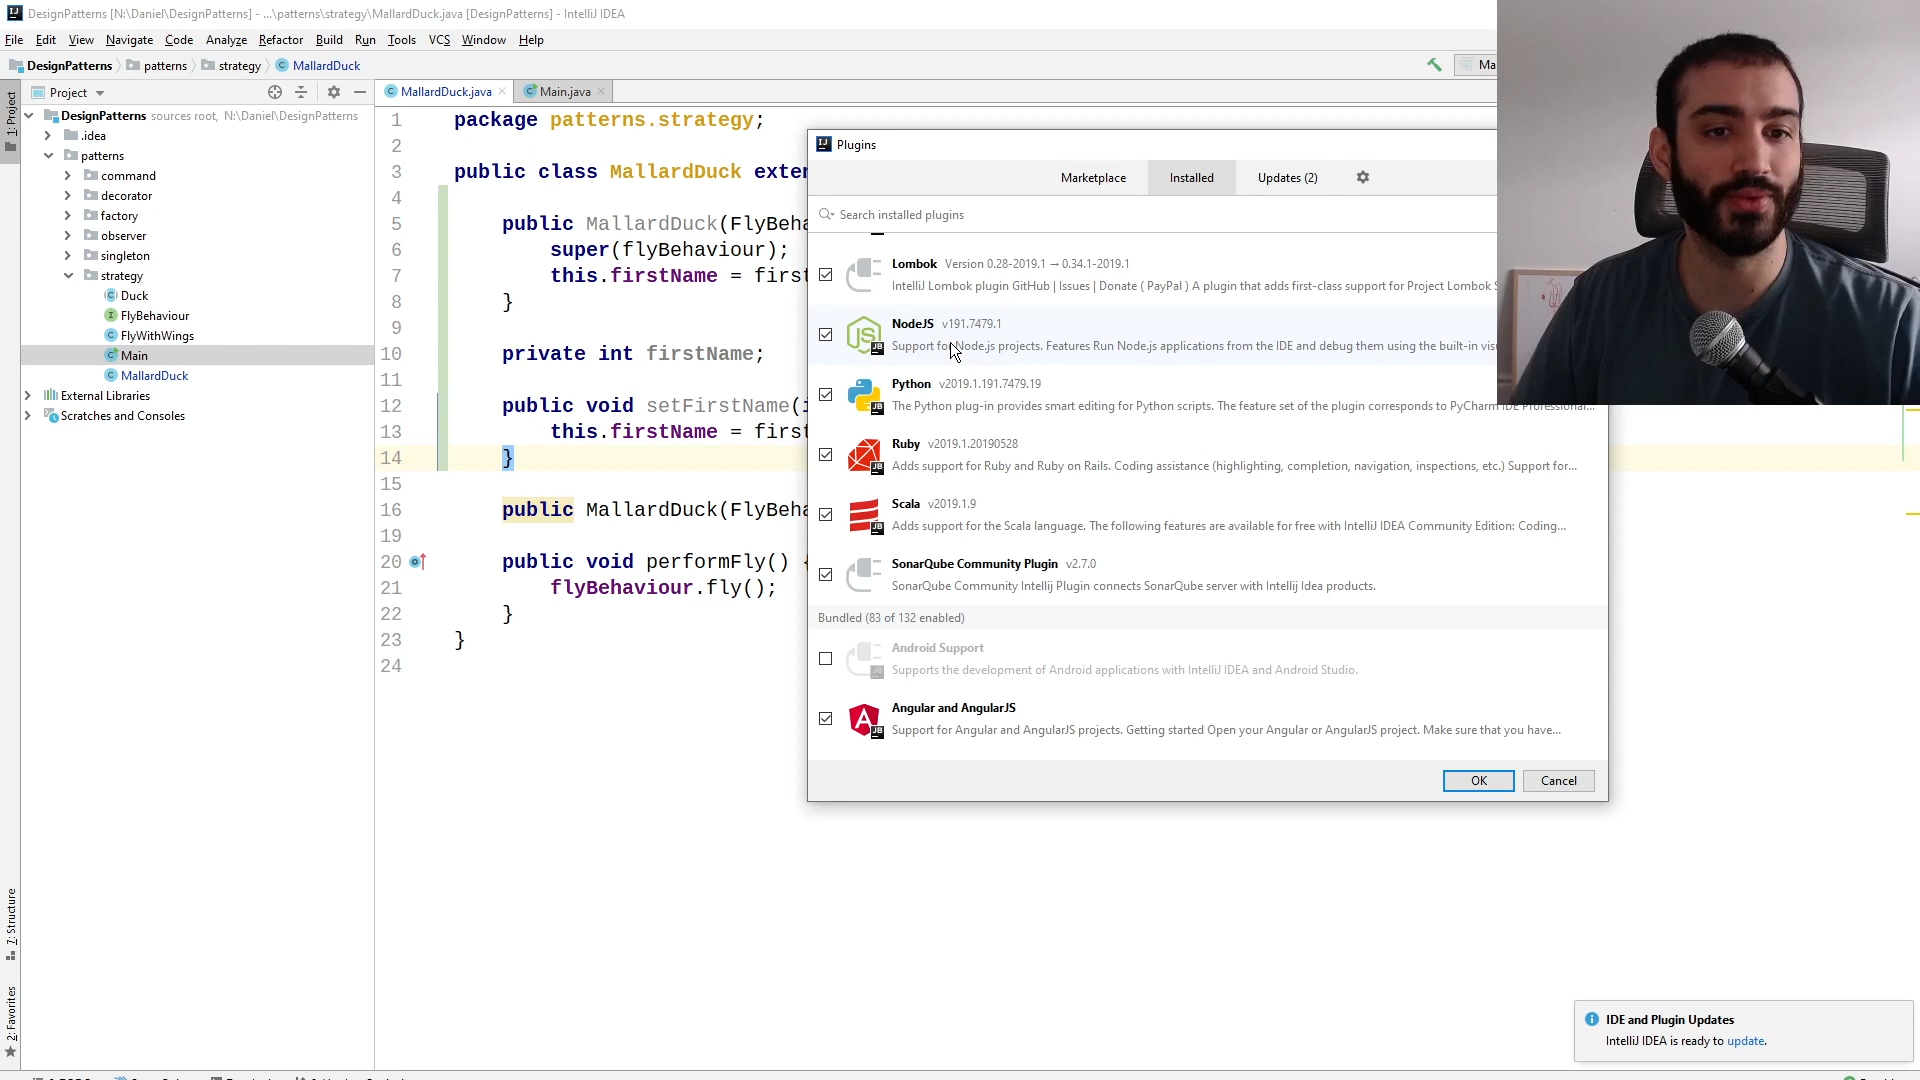 DesignPatterns [N:\Daniel\DesignPatterns] - ...\patterns\strategy\MallardDuck.java [DesignPatterns] - IntelliJ IDEA
File Edit View Navigate Code Analyze Refactor Build Run Tools VCS Window Help
DesignPatterns patterns strategy MallardDuck
Ma
1: Project
Project
DesignPatterns sources root, N:\Daniel\DesignPatterns
.idea
patterns
command
decorator
factory
observer
singleton
strategy
Duck
FlyBehaviour
FlyWithWings
Main
MallardDuck
External Libraries
Scratches and Consoles
7: Structure
2: Favorites
MallardDuck.java Main.java
1 package patterns.strategy;
2
3 public class MallardDuck exter
4
5 public MallardDuck(FlyBeha
6 super(flyBehaviour);
7 this.firstName = first
8 }
9
10 private int firstName;
11
12 public void setFirstName(i
13 this.firstName = first
14 }
15
16 public MallardDuck(FlyBeha
19
20 public void performFly() {
21 flyBehaviour.fly();
22 }
23 }
24
Plugins
Marketplace Installed Updates (2)
Search installed plugins
Lombok Version 0.28-2019.1 → 0.34.1-2019.1
IntelliJ Lombok plugin GitHub | Issues | Donate ( PayPal ) A plugin that adds first-class support for Project Lombok S
NodeJS v191.7479.1
Support for Node.js projects. Features Run Node.js applications from the IDE and debug them using the built-in visu
Python v2019.1.191.7479.19
The Python plug-in provides smart editing for Python scripts. The feature set of the plugin corresponds to PyCharm IDE Professional...
Ruby v2019.1.20190528
Adds support for Ruby and Ruby on Rails. Coding assistance (highlighting, completion, navigation, inspections, etc.) Support for...
Scala v2019.1.9
Adds support for the Scala language. The following features are available for free with IntelliJ IDEA Community Edition: Coding...
SonarQube Community Plugin v2.7.0
SonarQube Community Intellij Plugin connects SonarQube server with Intellij Idea products.
Bundled (83 of 132 enabled)
Android Support
Supports the development of Android applications with IntelliJ IDEA and Android Studio.
Angular and AngularJS
Support for Angular and AngularJS projects. Getting started Open your Angular or AngularJS project. Make sure that you have...
OK Cancel
IDE and Plugin Updates
IntelliJ IDEA is ready to update.